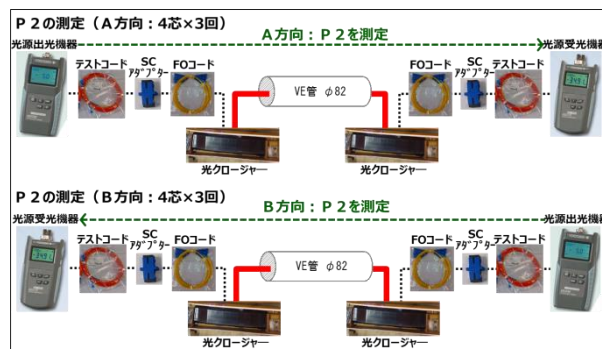 P2の測定(A方向:4芯×3回)
A方向:P2を測定
光源出光機器
光源受光機器
テストコード
SC
アダプター
FOコード
VE管 φ82
FOコード
SC
アダプター
テストコード
光クロージャー
光クロージャー
P2の測定(B方向:4芯×3回)
B方向:P2を測定
光源受光機器
光源出光機器
テストコード
SC
アダプター
FOコード
VE管 φ82
FOコード
SC
アダプター
テストコード
光クロージャー
光クロージャー